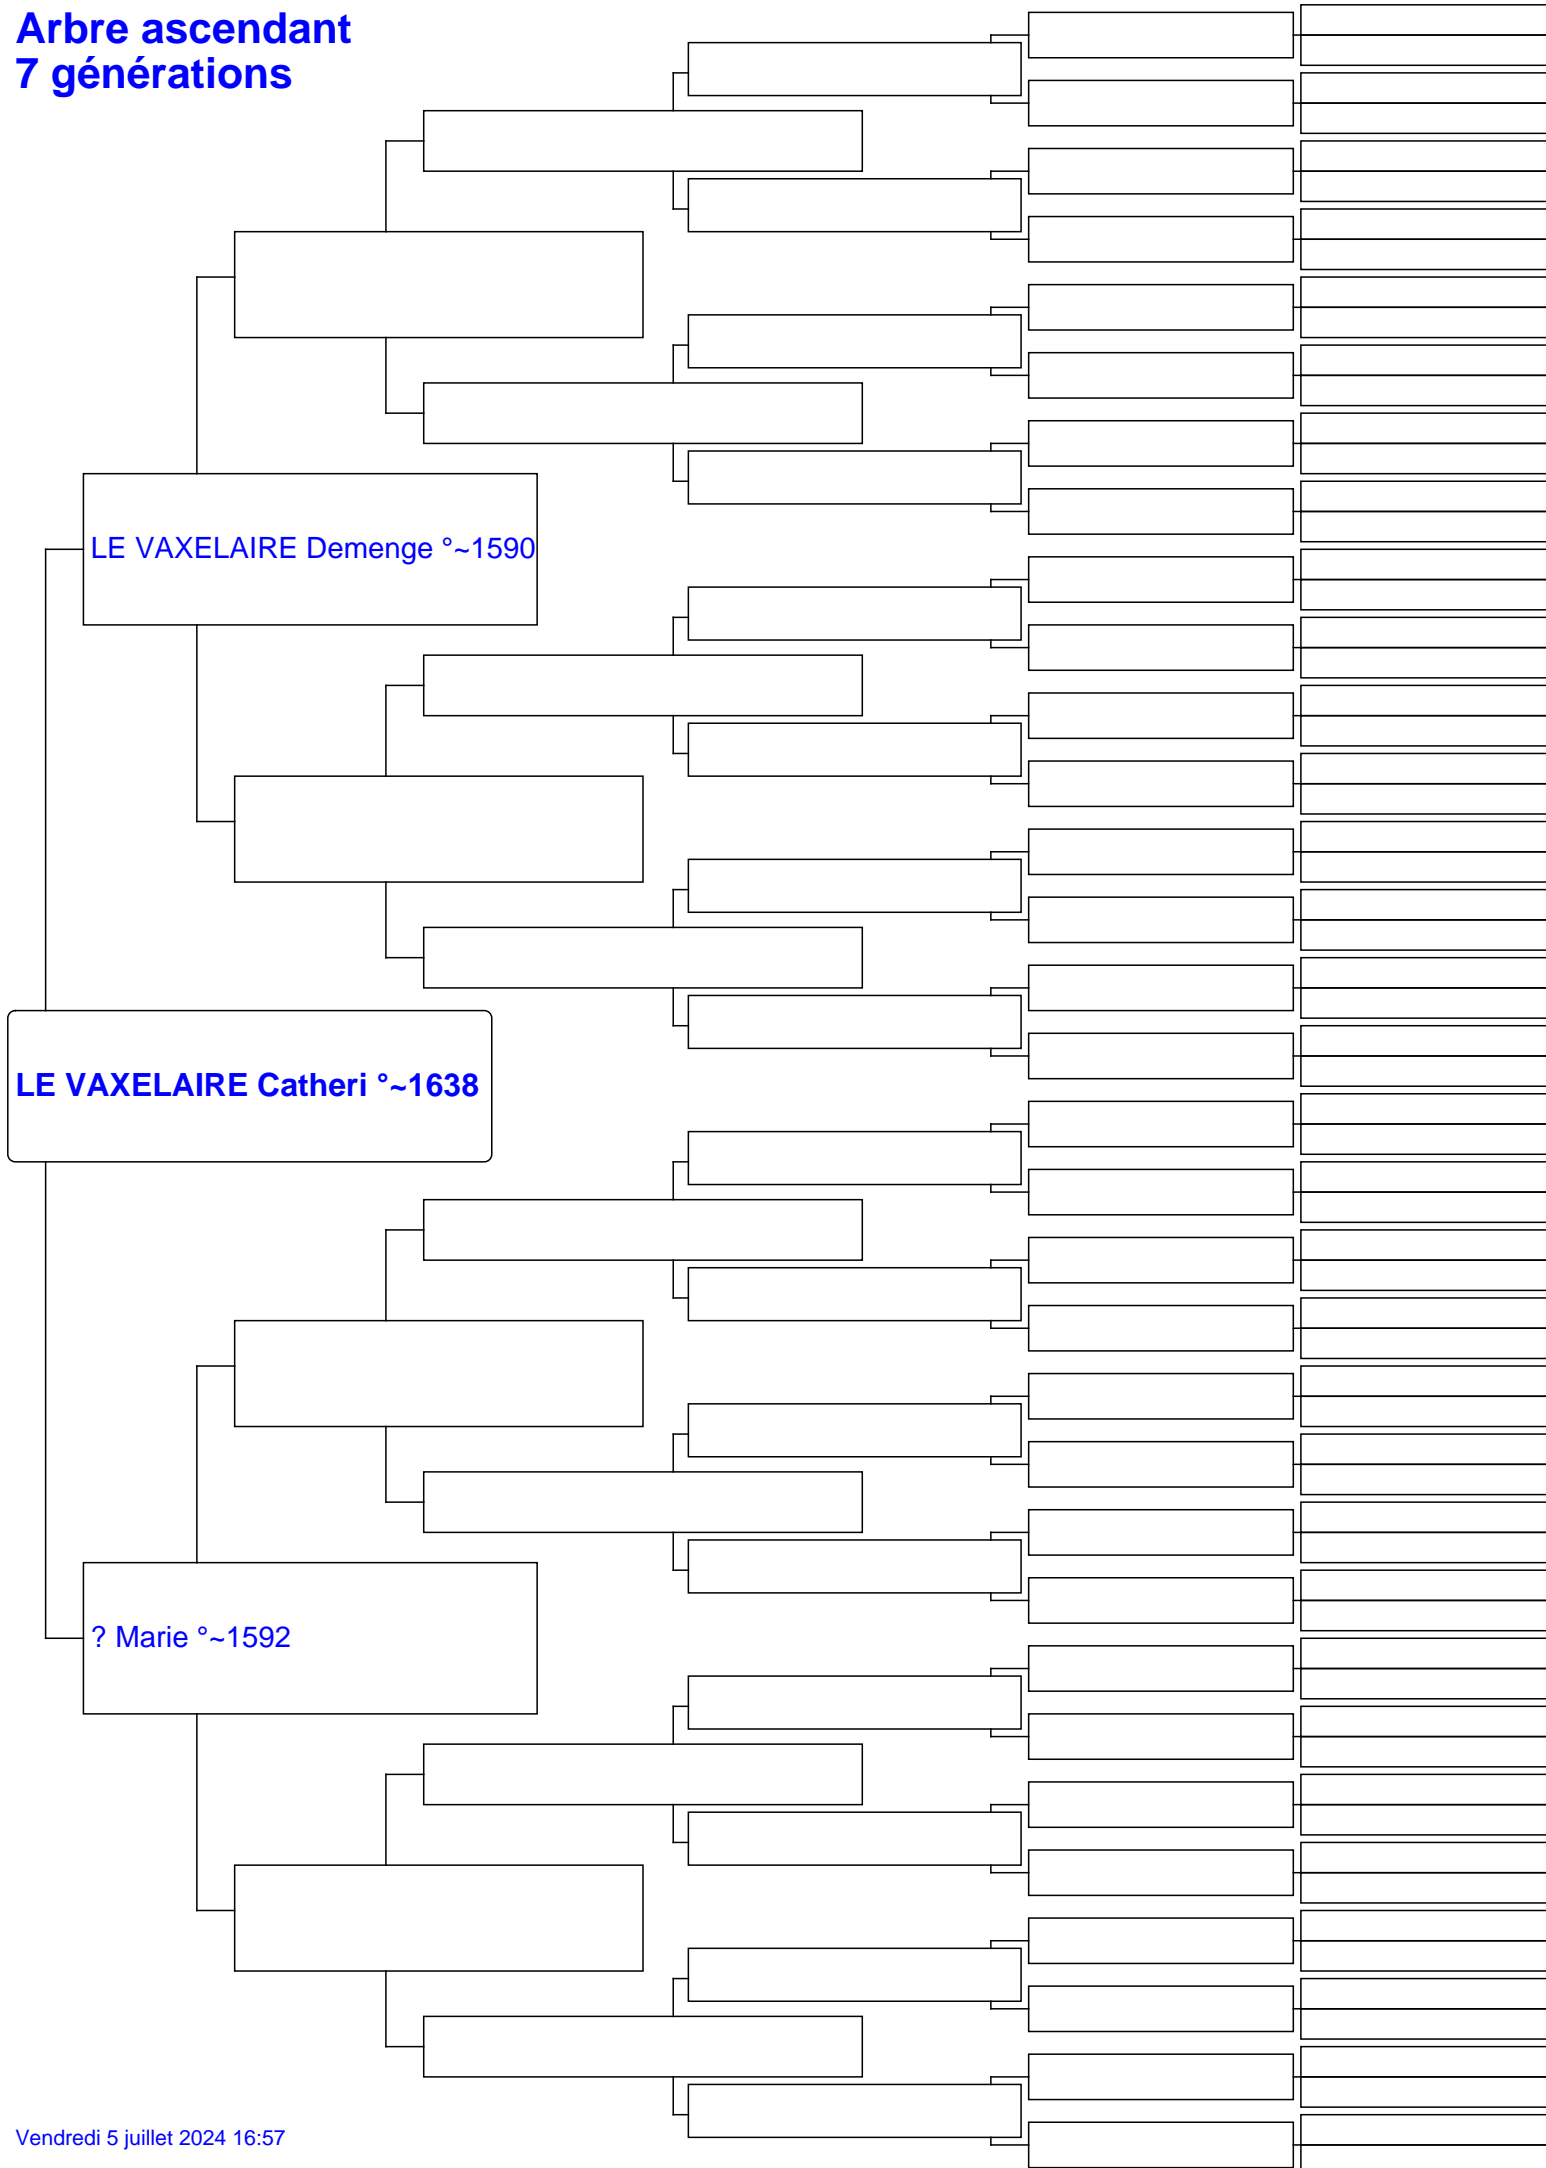 Arbre ascendant
7 générations
LE VAXELAIRE Demenge °~1590
LE VAXELAIRE Catheri °~1638
? Marie °~1592
Vendredi 5 juillet 2024 16:57